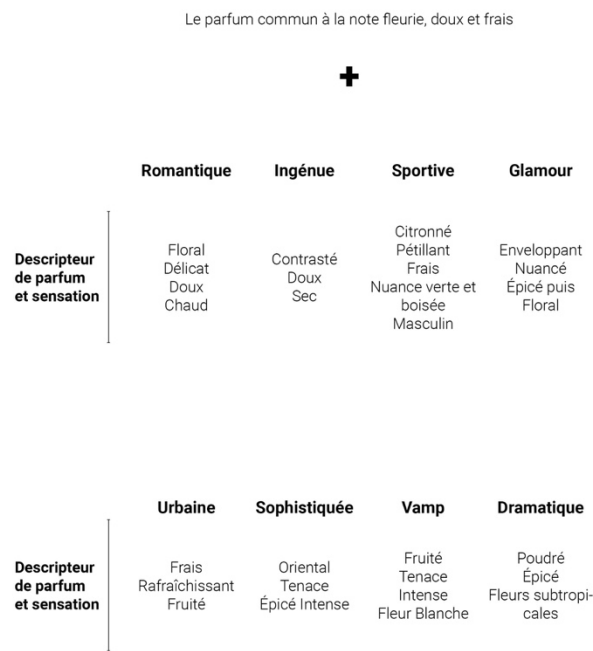 Le parfum commun à la note fleurie, doux et frais
+
Romantique Ingénue Sportive Glamour
Descripteur
de parfum
et sensation
Floral
Délicat
Doux
Chaud
Contrasté
Doux
Sec
Citronné
Pétillant
Frais
Nuance verte et
boisée
Masculin
Enveloppant
Nuancé
Épicé puis
Floral
Urbaine Sophistiquée Vamp Dramatique
Descripteur
de parfum
et sensation
Frais
Rafraîchissant
Fruité
Oriental
Tenace
Épicé Intense
Fruité
Tenace
Intense
Fleur Blanche
Poudré
Épicé
Fleurs subtropi-
cales